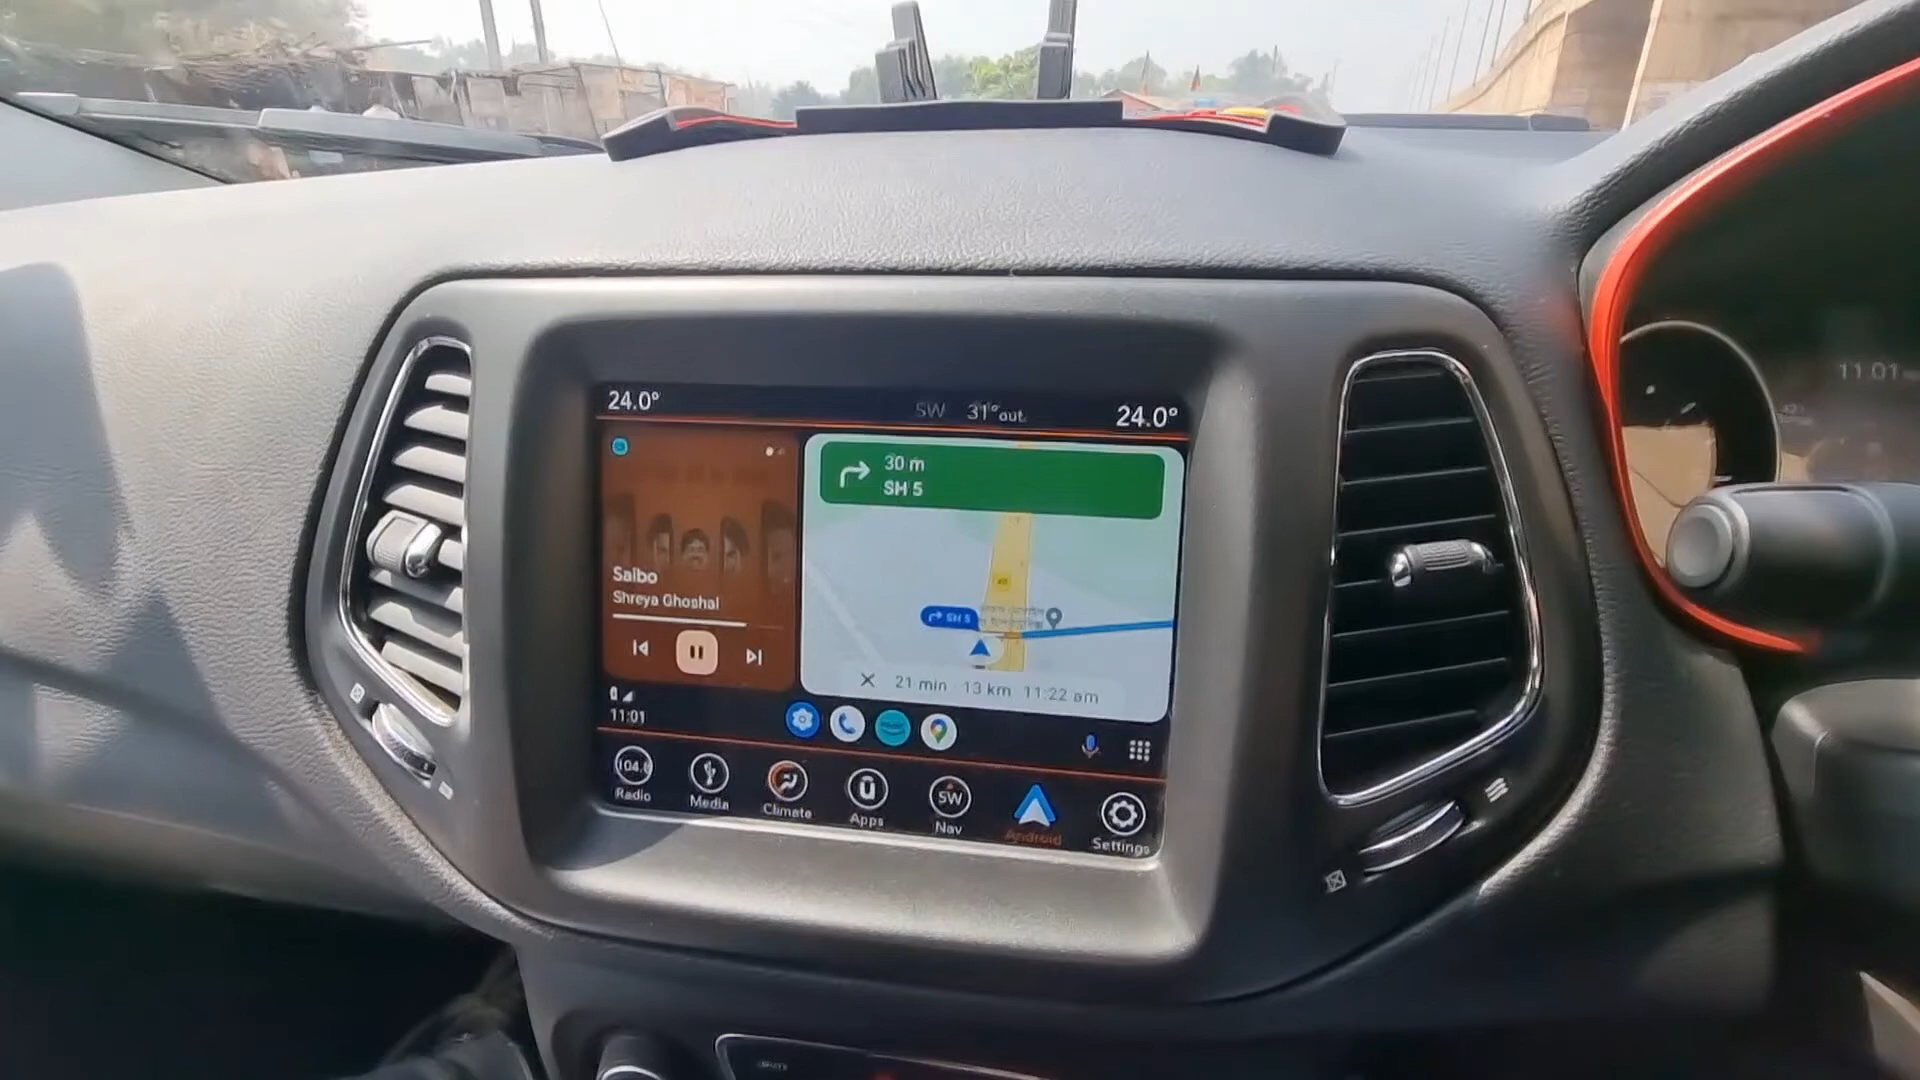 24.0°
SW 31°out.
24.0°
30 m
SH 5
Saibo
Shreya Ghoshal
SH 5
21 min · 13 km 11:22 am
11:01
104.8
Radio
Media
Climate
Apps
SW
Nav
Android
Settings
11:01